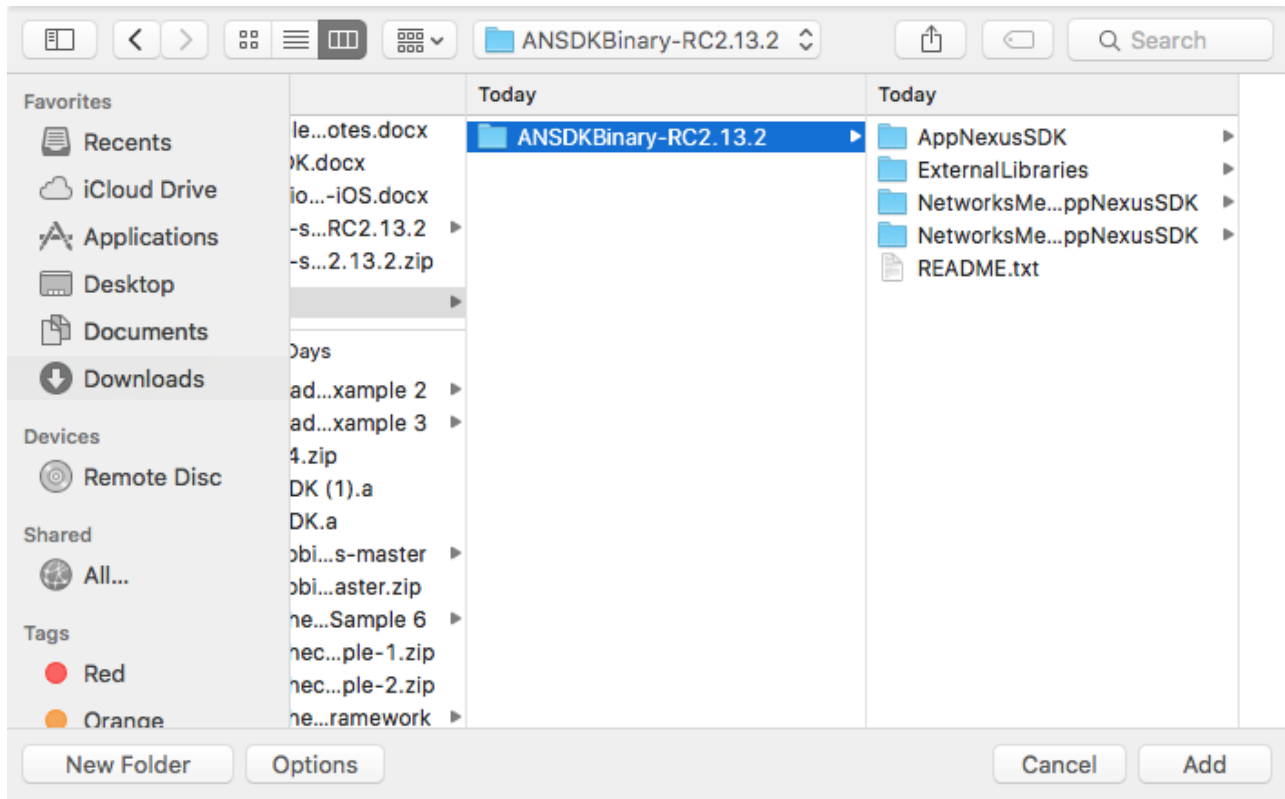 ANSDKBinary-RC2.13.2
Search
Favorites
Recents
iCloud Drive
Applications
Desktop
Documents
Downloads
Devices
Remote Disc
Shared
All...
Tags
Red
Orange
le...otes.docx
K.docx
io...-iOS.docx
-s...RC2.13.2
-s...2.13.2.zip
Days
ad...xample 2
ad...xample 3
4.zip
DK (1).a
DK.a
obi...s-master
obi...aster.zip
ne...Sample 6
nec...ple-1.zip
nec...ple-2.zip
ne...ramework
Today
ANSDKBinary-RC2.13.2
Today
AppNexusSDK
ExternalLibraries
NetworksMe...ppNexusSDK
NetworksMe...ppNexusSDK
README.txt
New Folder
Options
Cancel
Add